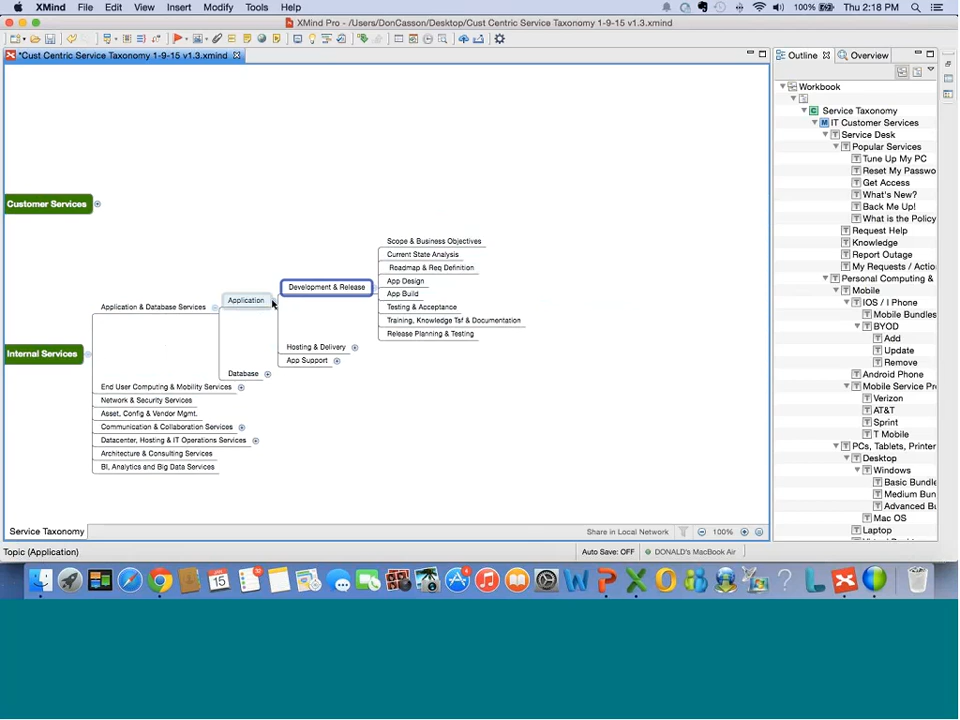 XMind File Edit View Insert Modify Tools Help 100% Thu 2:18 PM
XMind Pro - /Users/DonCasson/Desktop/Cust Centric Service Taxonomy 1-9-15 v1.3.xmind
*Cust Centric Service Taxonomy 1-9-15 v1.3.xmind
Customer Services
Internal Services
Application & Database Services
Application
Development & Release
Scope & Business Objectives
Current State Analysis
Roadmap & Req Definition
App Design
App Build
Testing & Acceptance
Training, Knowledge Tsf & Documentation
Release Planning & Testing
Hosting & Delivery
App Support
Database
End User Computing & Mobility Services
Network & Security Services
Asset, Config & Vendor Mgmt.
Communication & Collaboration Services
Datacenter, Hosting & IT Operations Services
Architecture & Consulting Services
BI, Analytics and Big Data Services
Outline Overview
Workbook
Service Taxonomy
IT Customer Services
Service Desk
Popular Services
Tune Up My PC
Reset My Passwo
Get Access
What's New?
Back Me Up!
What is the Policy
Request Help
Knowledge
Report Outage
My Requests / Actio
Personal Computing &
Mobile
IOS / I Phone
Mobile Bundles
BYOD
Add
Update
Remove
Android Phone
Mobile Service Pr
Verizon
AT&T
Sprint
T Mobile
PCs, Tablets, Printer
Desktop
Windows
Basic Bundle
Medium Bun
Advanced Bu
Mac OS
Laptop
Service Taxonomy
Share in Local Network 100%
Topic (Application)
Auto Save: OFF DONALD's MacBook Air